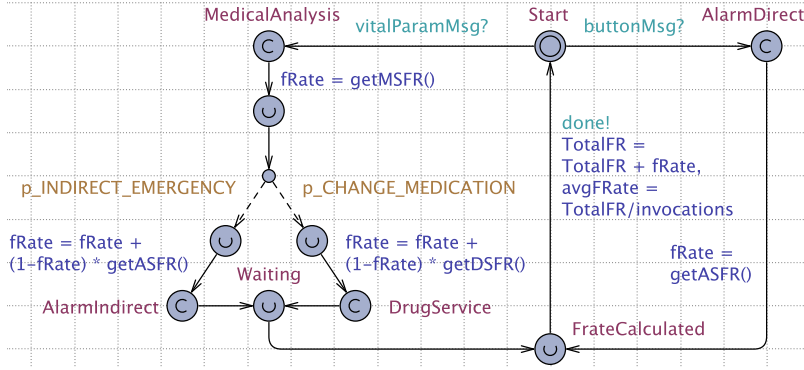 MedicalAnalysis
Start
AlarmDirect
vitalParamMsg?
buttonMsg?
C
C
fRate = getMSFR()
U
done!
TotalFR =
TotalFR + fRate,
avgFRate =
TotalFR/invocations
p_INDIRECT_EMERGENCY
p_CHANGE_MEDICATION
fRate = fRate +
(1-fRate) * getASFR()
U
U
fRate = fRate +
(1-fRate) * getDSFR()
fRate =
getASFR()
Waiting
AlarmIndirect
C
U
C
DrugService
FrateCalculated
U